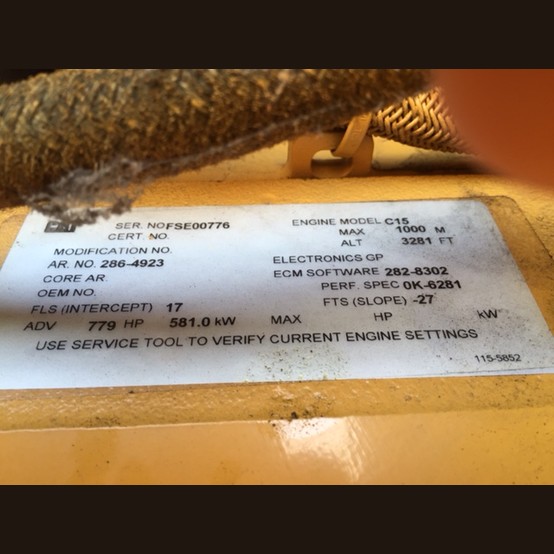 SER. NO FSE00776
ENGINE MODEL C15
CERT. NO.
MAX 1000 M
MODIFICATION NO.
ALT 3281 FT
AR. NO. 286-4923
ELECTRONICS GP
CORE AR.
ECM SOFTWARE 282-8302
OEM NO.
PERF. SPEC 0K-6281
FLS (INTERCEPT) 17
FTS (SLOPE) -27
ADV 779 HP 581.0 kW MAX HP kW
USE SERVICE TOOL TO VERIFY CURRENT ENGINE SETTINGS
115-5852